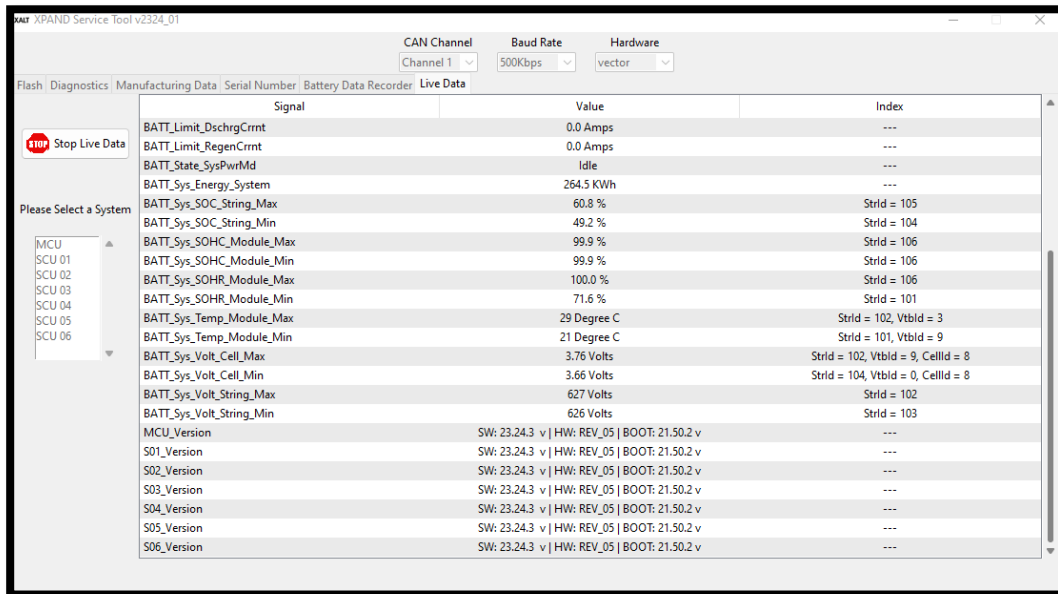 XALT XPAND Service Tool v2324_01
CAN Channel Baud Rate Hardware
Channel 1 500Kbps vector
Flash Diagnostics Manufacturing Data Serial Number Battery Data Recorder Live Data
STOP Stop Live Data
Please Select a System
MCU
SCU 01
SCU 02
SCU 03
SCU 04
SCU 05
SCU 06
Signal Value Index
BATT_Limit_DschrgCrrnt 0.0 Amps ---
BATT_Limit_RegenCrrnt 0.0 Amps ---
BATT_State_SysPwrMd Idle ---
BATT_Sys_Energy_System 264.5 KWh ---
BATT_Sys_SOC_String_Max 60.8 % StrId = 105
BATT_Sys_SOC_String_Min 49.2 % StrId = 104
BATT_Sys_SOHC_Module_Max 99.9 % StrId = 106
BATT_Sys_SOHC_Module_Min 99.9 % StrId = 106
BATT_Sys_SOHR_Module_Max 100.0 % StrId = 106
BATT_Sys_SOHR_Module_Min 71.6 % StrId = 101
BATT_Sys_Temp_Module_Max 29 Degree C StrId = 102, VtbId = 3
BATT_Sys_Temp_Module_Min 21 Degree C StrId = 101, VtbId = 9
BATT_Sys_Volt_Cell_Max 3.76 Volts StrId = 102, VtbId = 9, CellId = 8
BATT_Sys_Volt_Cell_Min 3.66 Volts StrId = 104, VtbId = 0, CellId = 8
BATT_Sys_Volt_String_Max 627 Volts StrId = 102
BATT_Sys_Volt_String_Min 626 Volts StrId = 103
MCU_Version SW: 23.24.3 v | HW: REV_05 | BOOT: 21.50.2 v ---
S01_Version SW: 23.24.3 v | HW: REV_05 | BOOT: 21.50.2 v ---
S02_Version SW: 23.24.3 v | HW: REV_05 | BOOT: 21.50.2 v ---
S03_Version SW: 23.24.3 v | HW: REV_05 | BOOT: 21.50.2 v ---
S04_Version SW: 23.24.3 v | HW: REV_05 | BOOT: 21.50.2 v ---
S05_Version SW: 23.24.3 v | HW: REV_05 | BOOT: 21.50.2 v ---
S06_Version SW: 23.24.3 v | HW: REV_05 | BOOT: 21.50.2 v ---